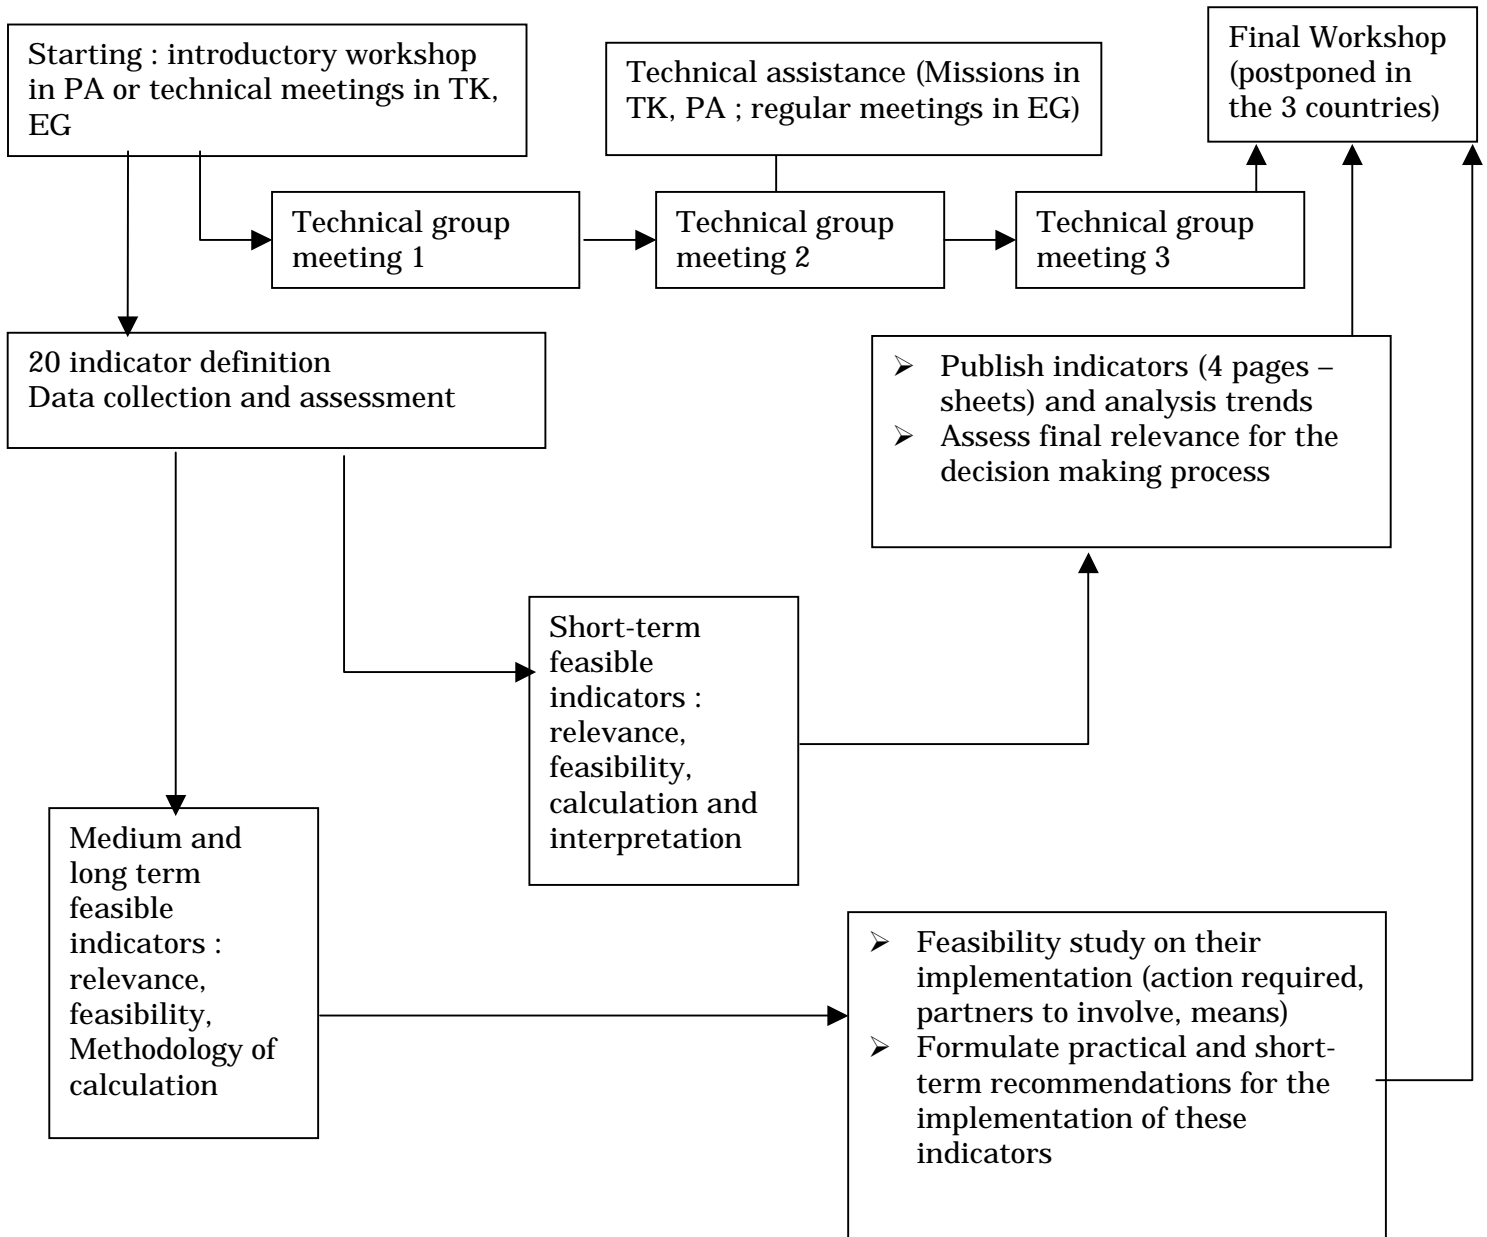 Starting : introductory workshop
in PA or technical meetings in TK,
EG
Technical assistance (Missions in
TK, PA ; regular meetings in EG)
Final Workshop
(postponed in
the 3 countries)
Technical group
meeting 1
Technical group
meeting 2
Technical group
meeting 3
20 indicator definition
Data collection and assessment
➢ Publish indicators (4 pages –
sheets) and analysis trends
➢ Assess final relevance for the
decision making process
Short-term
feasible
indicators :
relevance,
feasibility,
calculation and
interpretation
Medium and
long term
feasible
indicators :
relevance,
feasibility,
Methodology of
calculation
➢ Feasibility study on their
implementation (action required,
partners to involve, means)
➢ Formulate practical and short-
term recommendations for the
implementation of these
indicators